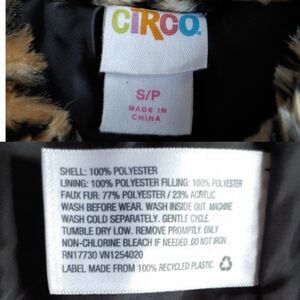 CIRCO.
S/P
MADE IN
CHINA
SHELL: 100% POLYESTER
LINING: 100% POLYESTER FILLING: 100% POLYESTER
FAUX FUR: 77% POLYESTER / 23% ACRYLIC
WASH BEFORE WEAR. WASH INSIDE OUT. MACHINE
WASH COLD SEPARATELY. GENTLE CYCLE.
TUMBLE DRY LOW. REMOVE PROMPTLY. ONLY
NON-CHLORINE BLEACH IF NEEDED. DO NOT IRON
RN17730 VN1254020
LABEL MADE FROM 100% RECYCLED PLASTIC